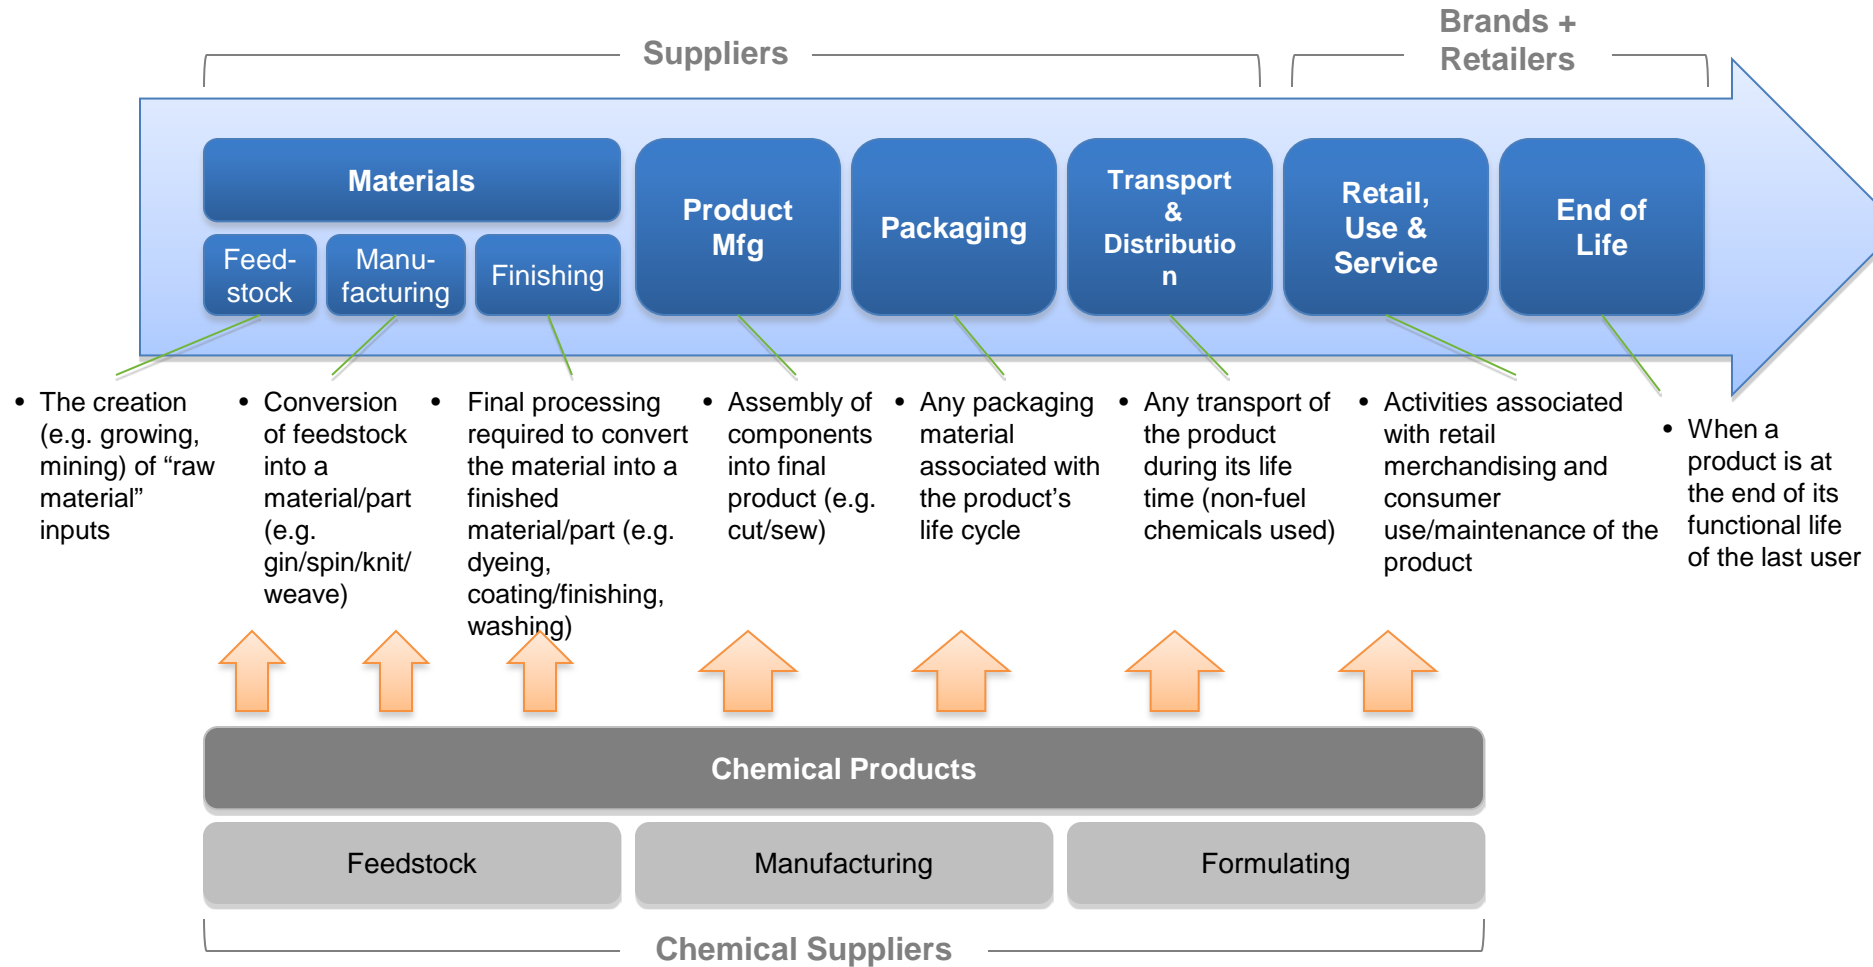 Suppliers
Brands +
Retailers
Materials
Feed-
stock
Manu-
facturing
Finishing
Product
Mfg
Packaging
Transport
&
Distributio
n
Retail,
Use &
Service
End of
Life
• The creation
(e.g. growing,
mining) of “raw
material”
inputs
• Conversion
of feedstock
into a
material/part
(e.g.
gin/spin/knit/
weave)
• Final processing
required to convert
the material into a
finished
material/part (e.g.
dyeing,
coating/finishing,
washing)
• Assembly of
components
into final
product (e.g.
cut/sew)
• Any packaging
material
associated with
the product’s
life cycle
• Any transport of
the product
during its life
time (non-fuel
chemicals used)
• Activities associated
with retail
merchandising and
consumer
use/maintenance of the
product
• When a
product is at
the end of its
functional life
of the last user
Chemical Products
Feedstock
Manufacturing
Formulating
Chemical Suppliers